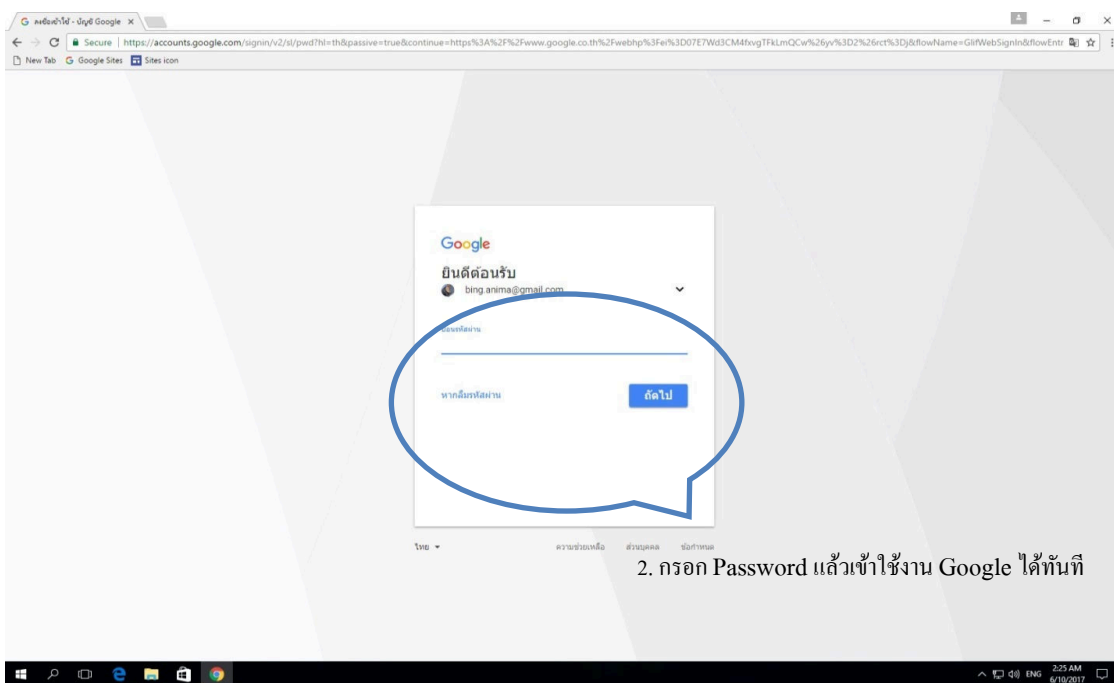 ลงชื่อเข้าใช้ - บัญชี Google
Secure | https://accounts.google.com/signin/v2/sl/pwd?hl=th&passive=true&continue=https%3A%2F%2Fwww.google.co.th%2Fwebhp%3Fei%3D07E7Wd3CM4fxvgTFkLmQCw%26yv%3D2%26rct%3Dj&flowName=GlifWebSignIn&flowEntr
New Tab Google Sites Sites icon
Google
ยินดีต้อนรับ
bing.anima@gmail.com
ป้อนรหัสผ่าน
หากลืมรหัสผ่าน ถัดไป
ไทย ความช่วยเหลือ ส่วนบุคคล ข้อกำหนด
2. กรอก Password แล้วเข้าใช้งาน Google ได้ทันที
ENG 2:25 AM
6/10/2017